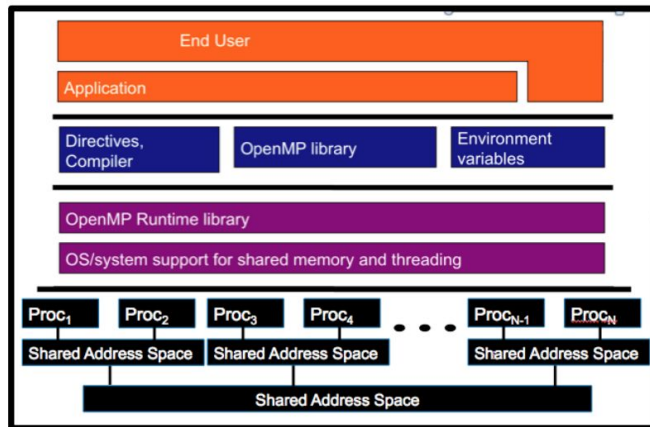 End User
Application
Directives,
Compiler
OpenMP library
Environment
variables
OpenMP Runtime library
OS/system support for shared memory and threading
Proc₁ Proc₂ Proc₃ Proc₄ • • • Procₙ₋₁ Procₙ
Shared Address Space Shared Address Space Shared Address Space
Shared Address Space